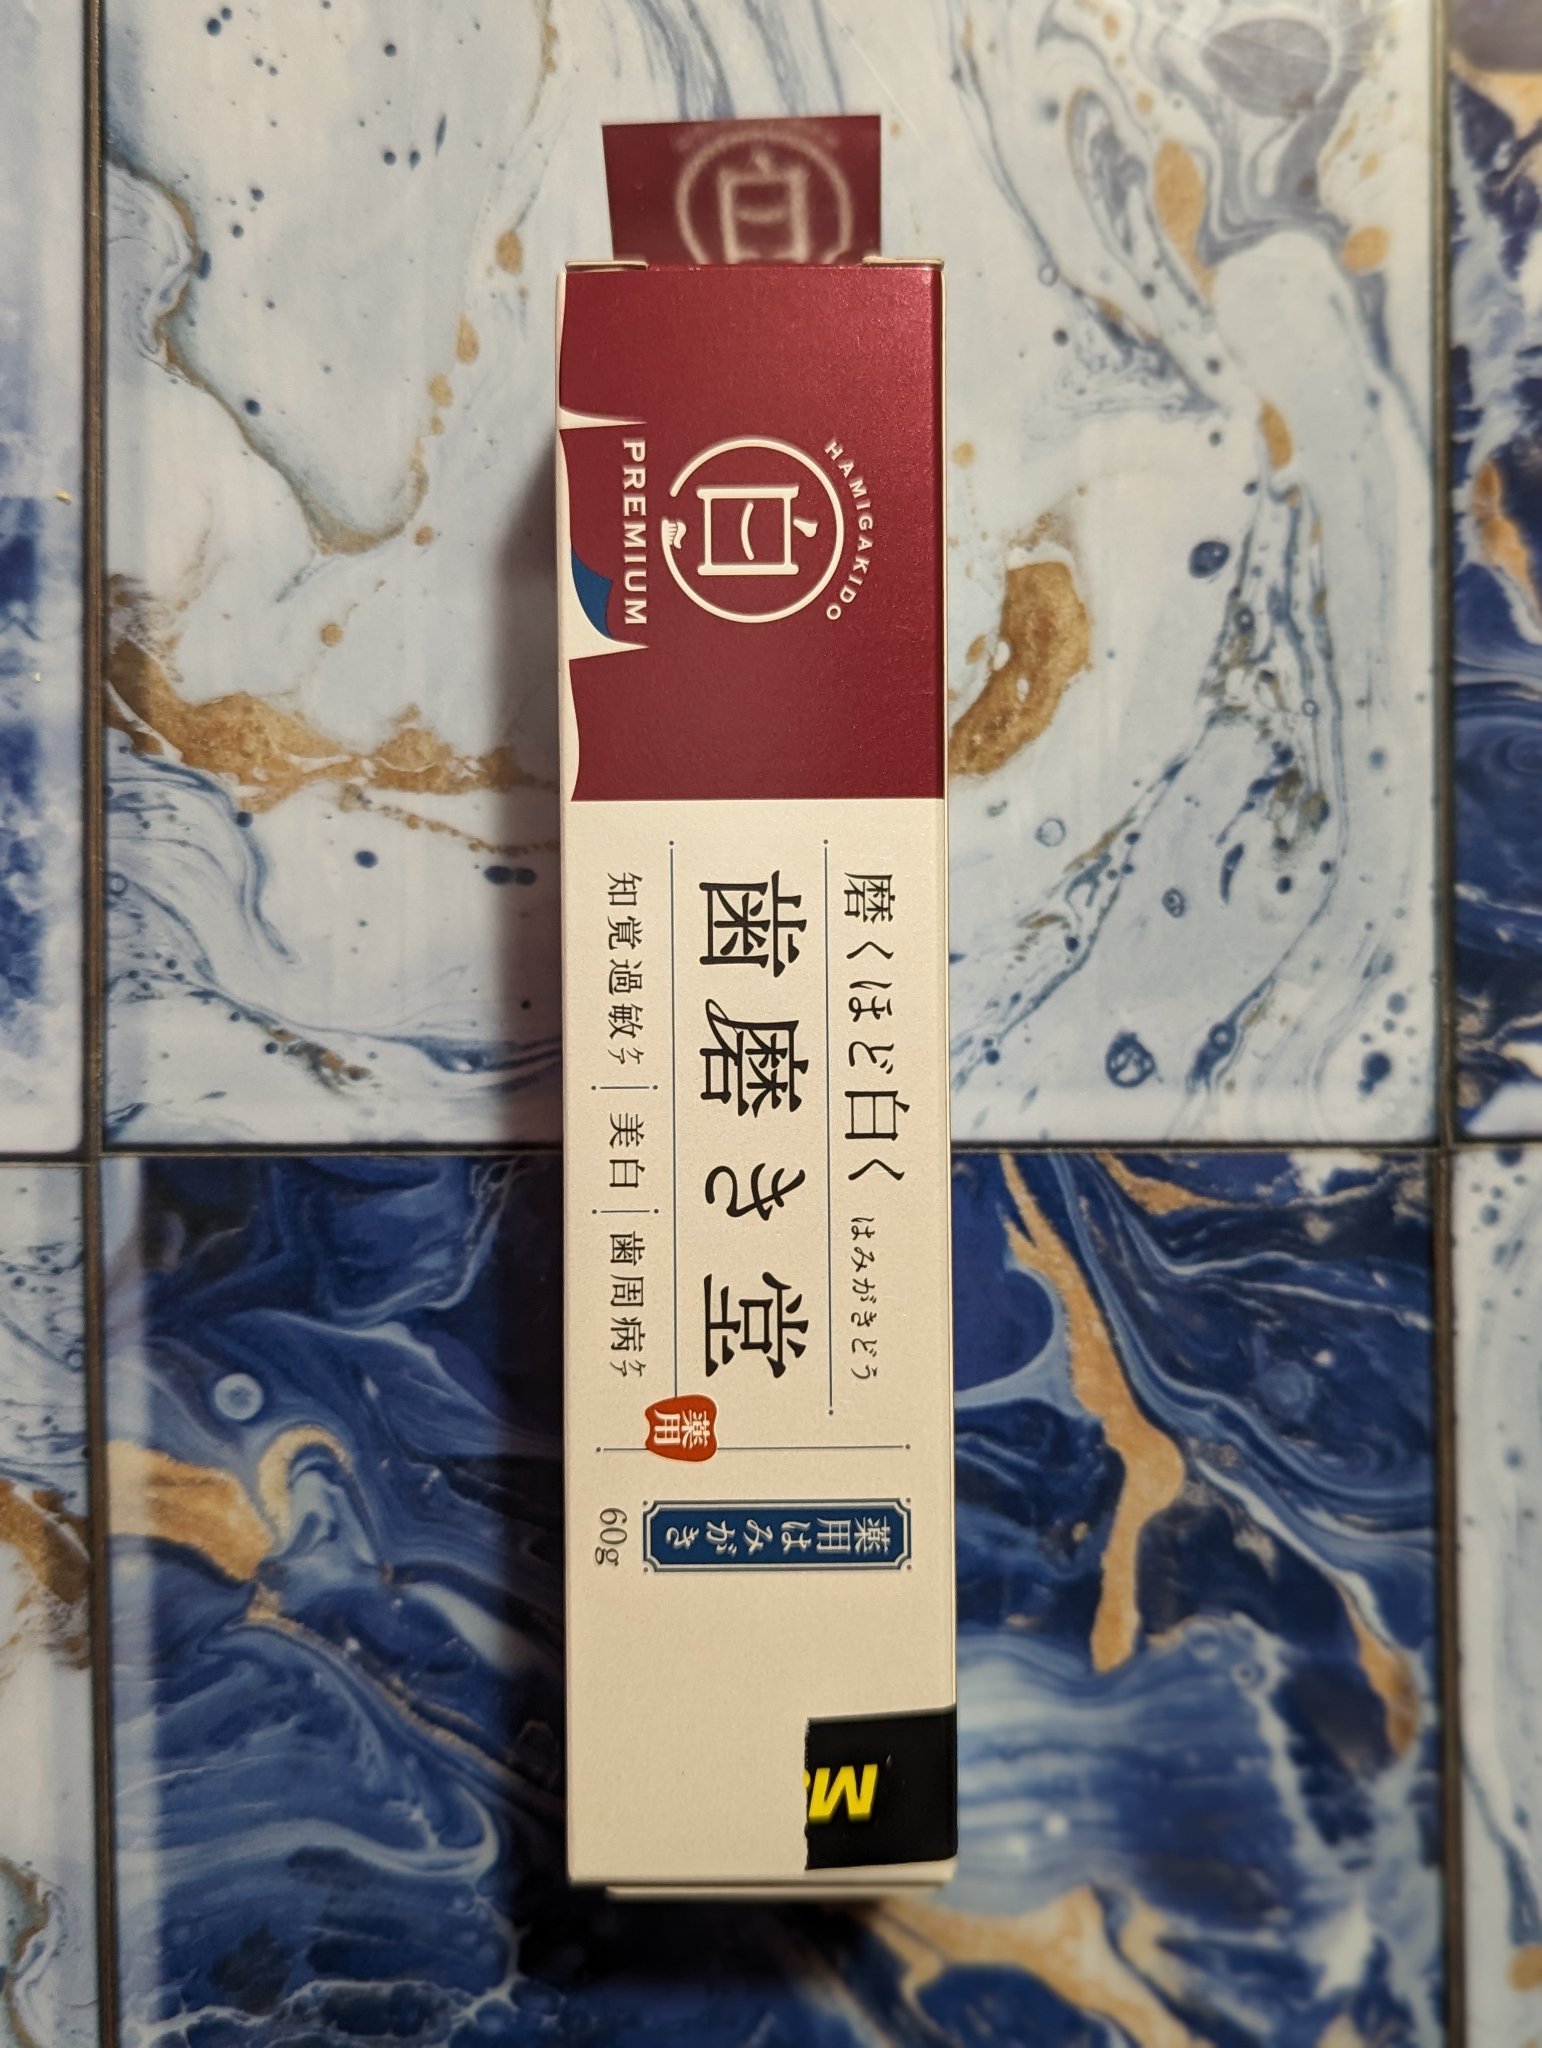 白
HAMIGAKIDO
白
PREMIUM
磨くほど白く はみがきどう
歯磨き堂
知覚過敏ケア 美白 歯周病ケア
薬用
薬用はみがき
60g